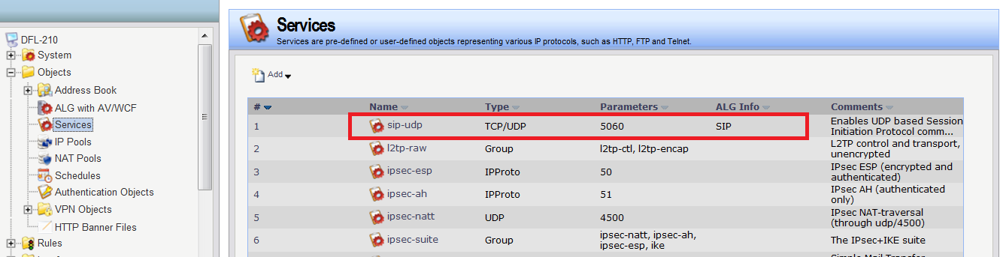 DFL-210
System
Objects
Address Book
ALG with AV/WCF
Services
IP Pools
NAT Pools
Schedules
Authentication Objects
VPN Objects
HTTP Banner Files
Rules
Services
Services are pre-defined or user-defined objects representing various IP protocols, such as HTTP, FTP and Telnet.
Add
# Name Type Parameters ALG Info Comments
1 sip-udp TCP/UDP 5060 SIP Enables UDP based Session
Initiation Protocol comm...
2 l2tp-raw Group l2tp-ctl, l2tp-encap L2TP control and transport,
unencrypted
3 ipsec-esp IPProto 50 IPsec ESP (encrypted and
authenticated)
4 ipsec-ah IPProto 51 IPsec AH (authenticated
only)
5 ipsec-natt UDP 4500 IPsec NAT-traversal
(through udp/4500)
6 ipsec-suite Group ipsec-natt, ipsec-ah,
ipsec-esp, ike The IPsec+IKE suite
Simple Mail Transfer